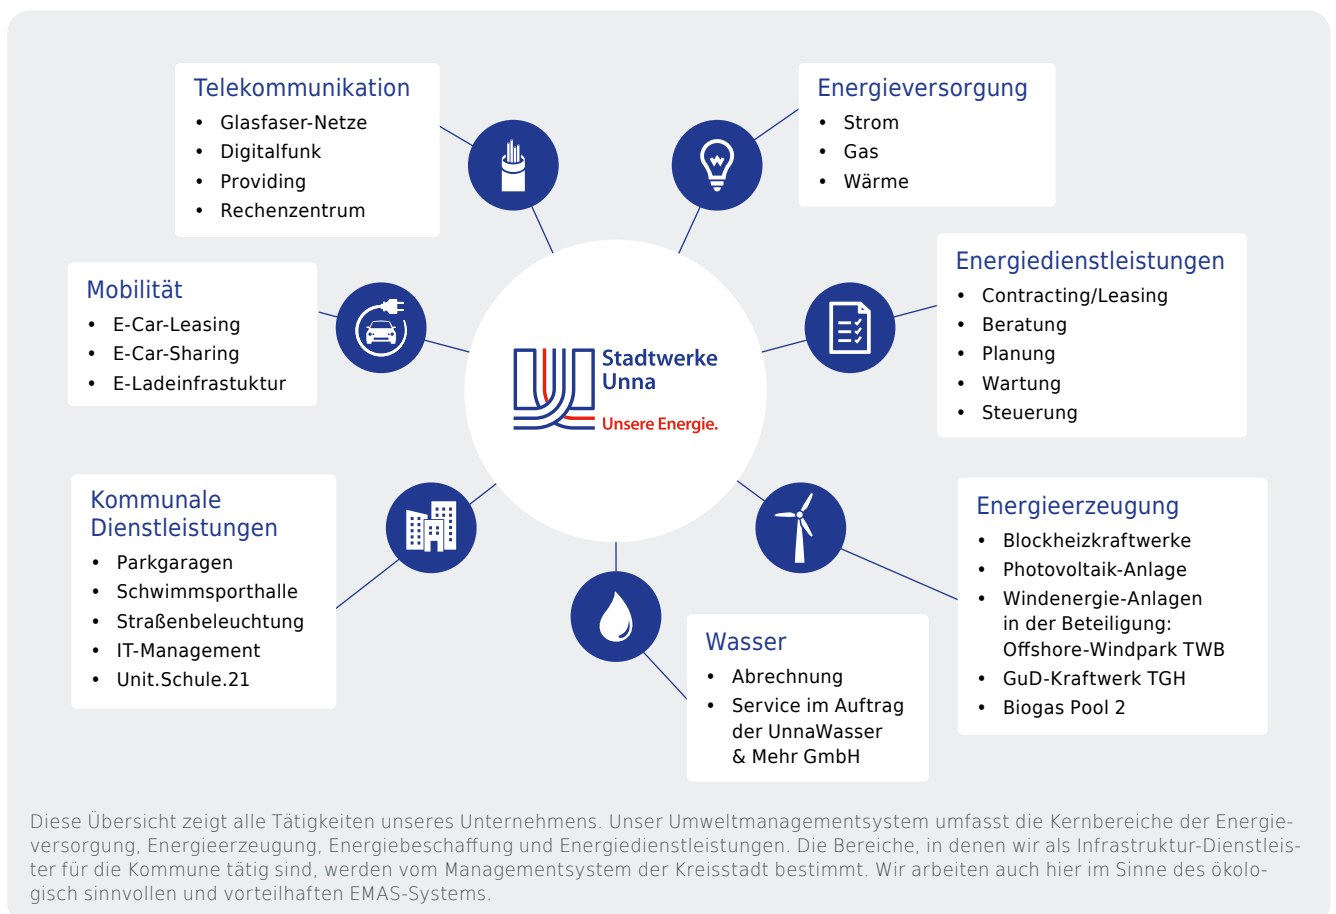 Telekommunikation
• Glasfaser-Netze
• Digitalfunk
• Providing
• Rechenzentrum
Energieversorgung
• Strom
• Gas
• Wärme
Mobilität
• E-Car-Leasing
• E-Car-Sharing
• E-Ladeinfrastuktur
Energiedienstleistungen
• Contracting/Leasing
• Beratung
• Planung
• Wartung
• Steuerung
Stadtwerke
Unna
Unsere Energie.
Kommunale
Dienstleistungen
• Parkgaragen
• Schwimmsporthalle
• Straßenbeleuchtung
• IT-Management
• Unit.Schule.21
Energieerzeugung
• Blockheizkraftwerke
• Photovoltaik-Anlage
• Windenergie-Anlagen
in der Beteiligung:
Offshore-Windpark TWB
• GuD-Kraftwerk TGH
• Biogas Pool 2
Wasser
• Abrechnung
• Service im Auftrag
der UnnaWasser
& Mehr GmbH
Diese Übersicht zeigt alle Tätigkeiten unseres Unternehmens. Unser Umweltmanagementsystem umfasst die Kernbereiche der Energie-
versorgung, Energieerzeugung, Energiebeschaffung und Energiedienstleistungen. Die Bereiche, in denen wir als Infrastruktur-Dienstleis-
ter für die Kommune tätig sind, werden vom Managementsystem der Kreisstadt bestimmt. Wir arbeiten auch hier im Sinne des ökolo-
gisch sinnvollen und vorteilhaften EMAS-Systems.